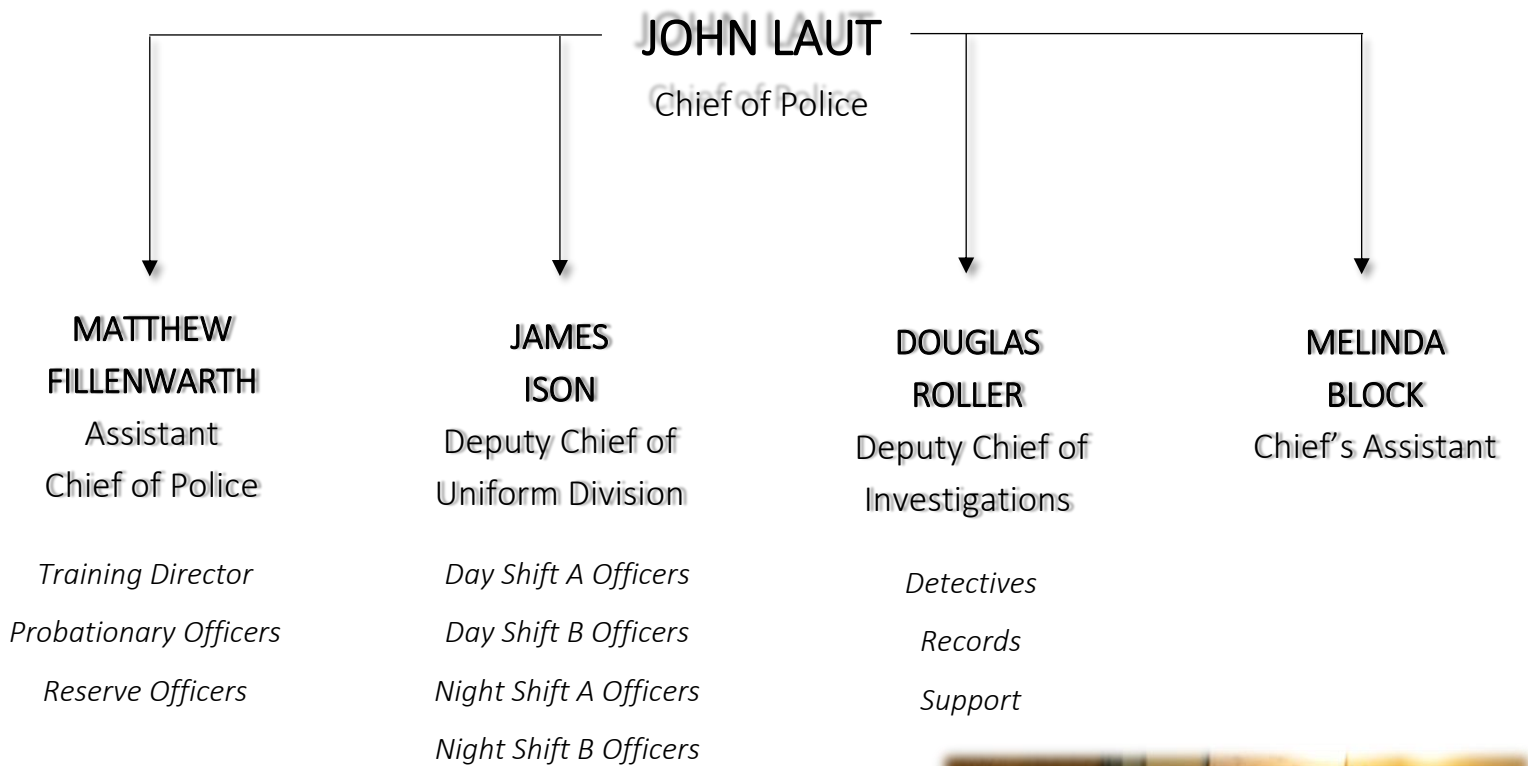 JOHN LAUT
Chief of Police
MATTHEW
FILLENWARTH
Assistant
Chief of Police
Training Director
Probationary Officers
Reserve Officers
JAMES
ISON
Deputy Chief of
Uniform Division
Day Shift A Officers
Day Shift B Officers
Night Shift A Officers
Night Shift B Officers
DOUGLAS
ROLLER
Deputy Chief of
Investigations
Detectives
Records
Support
MELINDA
BLOCK
Chief’s Assistant